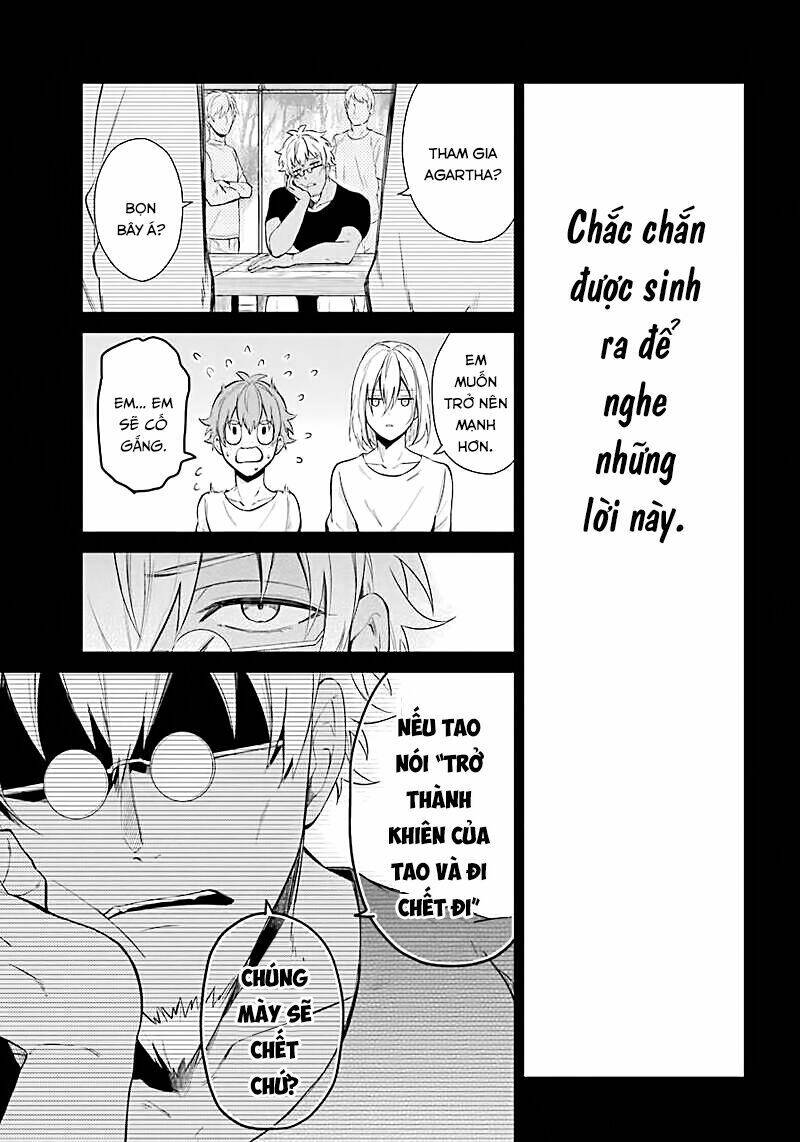 Chắc chắn
được sinh
ra để
nghe
những
lời này.
THAM GIA
AGARTHA?
BỌN
BÂY Á?
EM
MUỐN
TRỞ NÊN
MẠNH
HƠN.
EM... EM
SẼ CỐ
GẮNG.
NẾU TAO
NÓI "TRỞ
THÀNH
KHIÊN CỦA
TAO VÀ ĐI
CHẾT ĐI"
CHÚNG
MÀY SẼ
CHẾT
CHỨ?